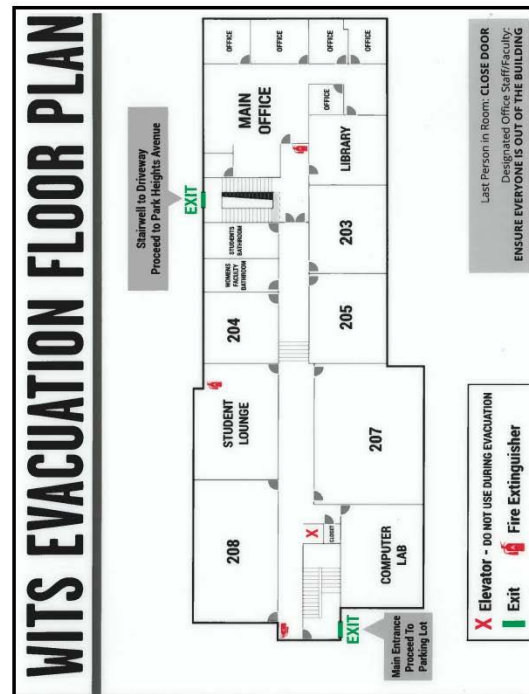 WITS EVACUATION FLOOR PLAN
Stairwell to Driveway
Proceed to Park Heights Avenue
EXIT
OFFICE
OFFICE
OFFICE
OFFICE
MAIN
OFFICE
OFFICE
LIBRARY
STUDENTS
BATHROOM
WOMENS
FACULTY
BATHROOM
203
204
205
STUDENT
LOUNGE
207
208
X
CLOSET
COMPUTER
LAB
EXIT
Main Entrance
Proceed To
Parking Lot
X Elevator - DO NOT USE DURING EVACUATION
Exit
Fire Extinguisher
Last Person in Room: CLOSE DOOR
Designated Office Staff/Faculty:
ENSURE EVERYONE IS OUT OF THE BUILDING